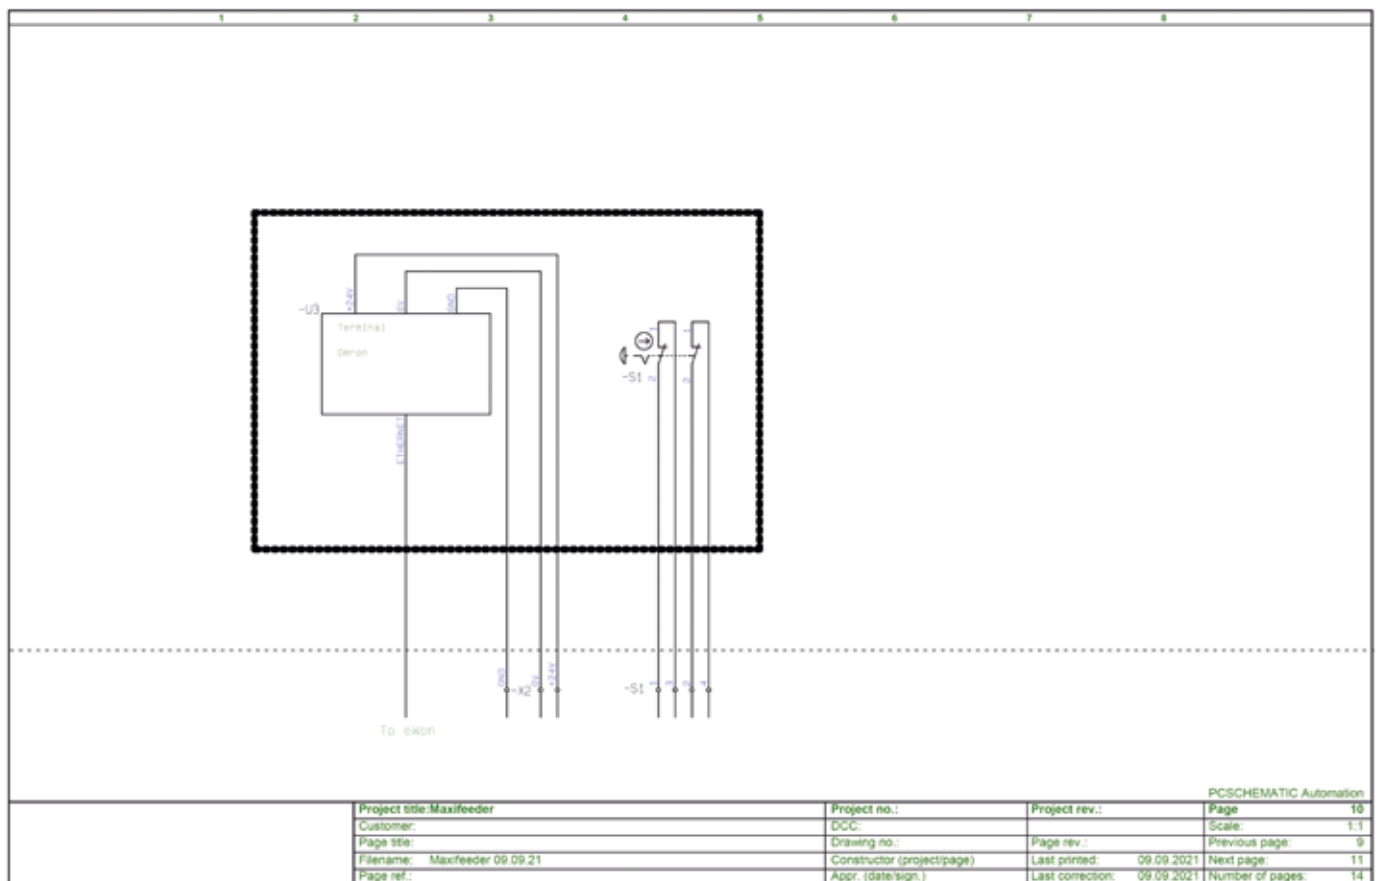 1 2 3 4 5 6 7 8
-U3
+24V
0V
GND
Terminal
Omron
ETHERNET
1
1
-S1
2
2
GND
-X2
0V
+24V
-S1
1
3
2
4
To eWon
PCSCHEMATIC Automation
Project title: Maxifeeder
Project no.:
Project rev.:
Page 10
Customer:
DCC:
Scale: 1:1
Page title:
Drawing no.:
Page rev.:
Previous page: 9
Filename: Maxifeeder 09.09.21
Constructor (project/page)
Last printed: 09.09.2021
Next page: 11
Page ref.:
Appr. (date/sign.)
Last correction: 09.09.2021
Number of pages: 14